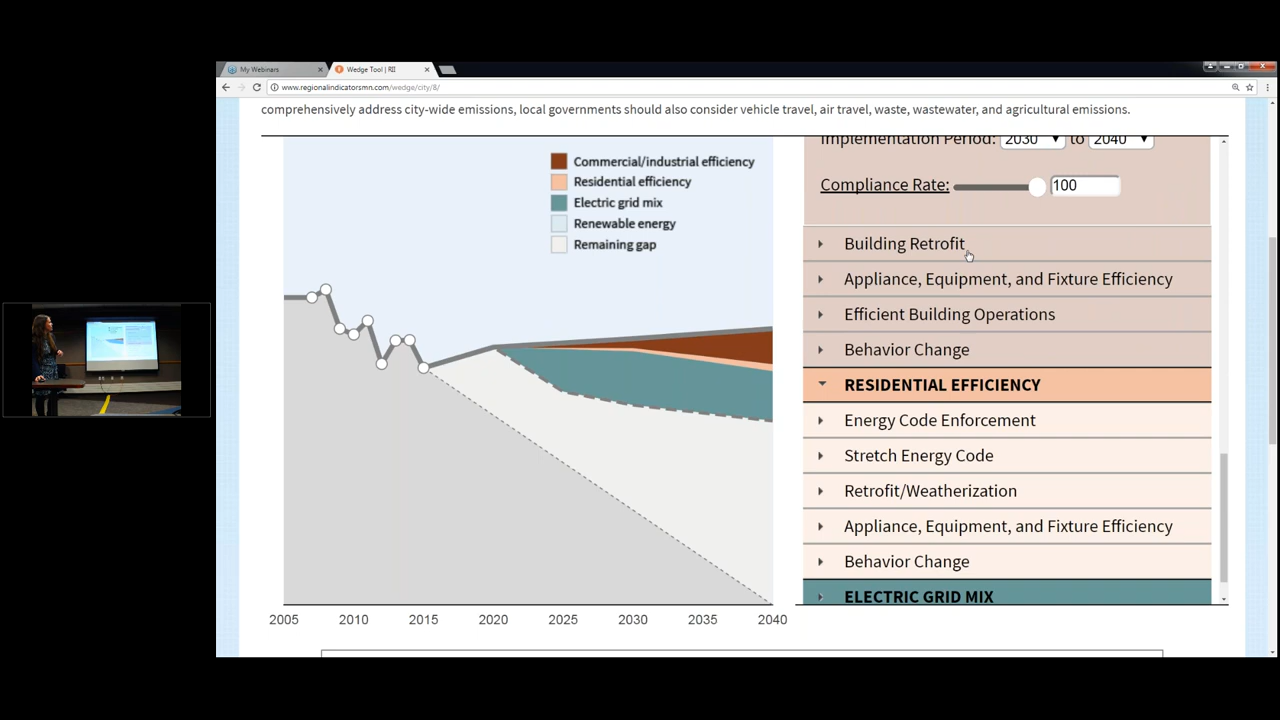 My Webinars
Wedge Tool | RII
www.regionalindicatorsmn.com/wedge/city/8/
comprehensively address city-wide emissions, local governments should also consider vehicle travel, air travel, waste, wastewater, and agricultural emissions.
Commercial/industrial efficiency
Residential efficiency
Electric grid mix
Renewable energy
Remaining gap
2005 2010 2015 2020 2025 2030 2035 2040
Implementation Period: 2030 to 2040
Compliance Rate: 100
Building Retrofit
Appliance, Equipment, and Fixture Efficiency
Efficient Building Operations
Behavior Change
RESIDENTIAL EFFICIENCY
Energy Code Enforcement
Stretch Energy Code
Retrofit/Weatherization
Appliance, Equipment, and Fixture Efficiency
Behavior Change
ELECTRIC GRID MIX